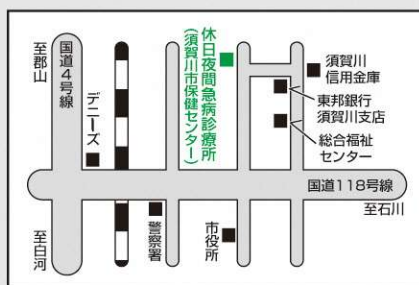 至郡山
国道4号線
デニーズ
休日夜間急病診療所
(須賀川市保健センター)
須賀川
信用金庫
東邦銀行
須賀川支店
総合福祉
センター
国道118号線
至石川
至白河
警察署
市役所